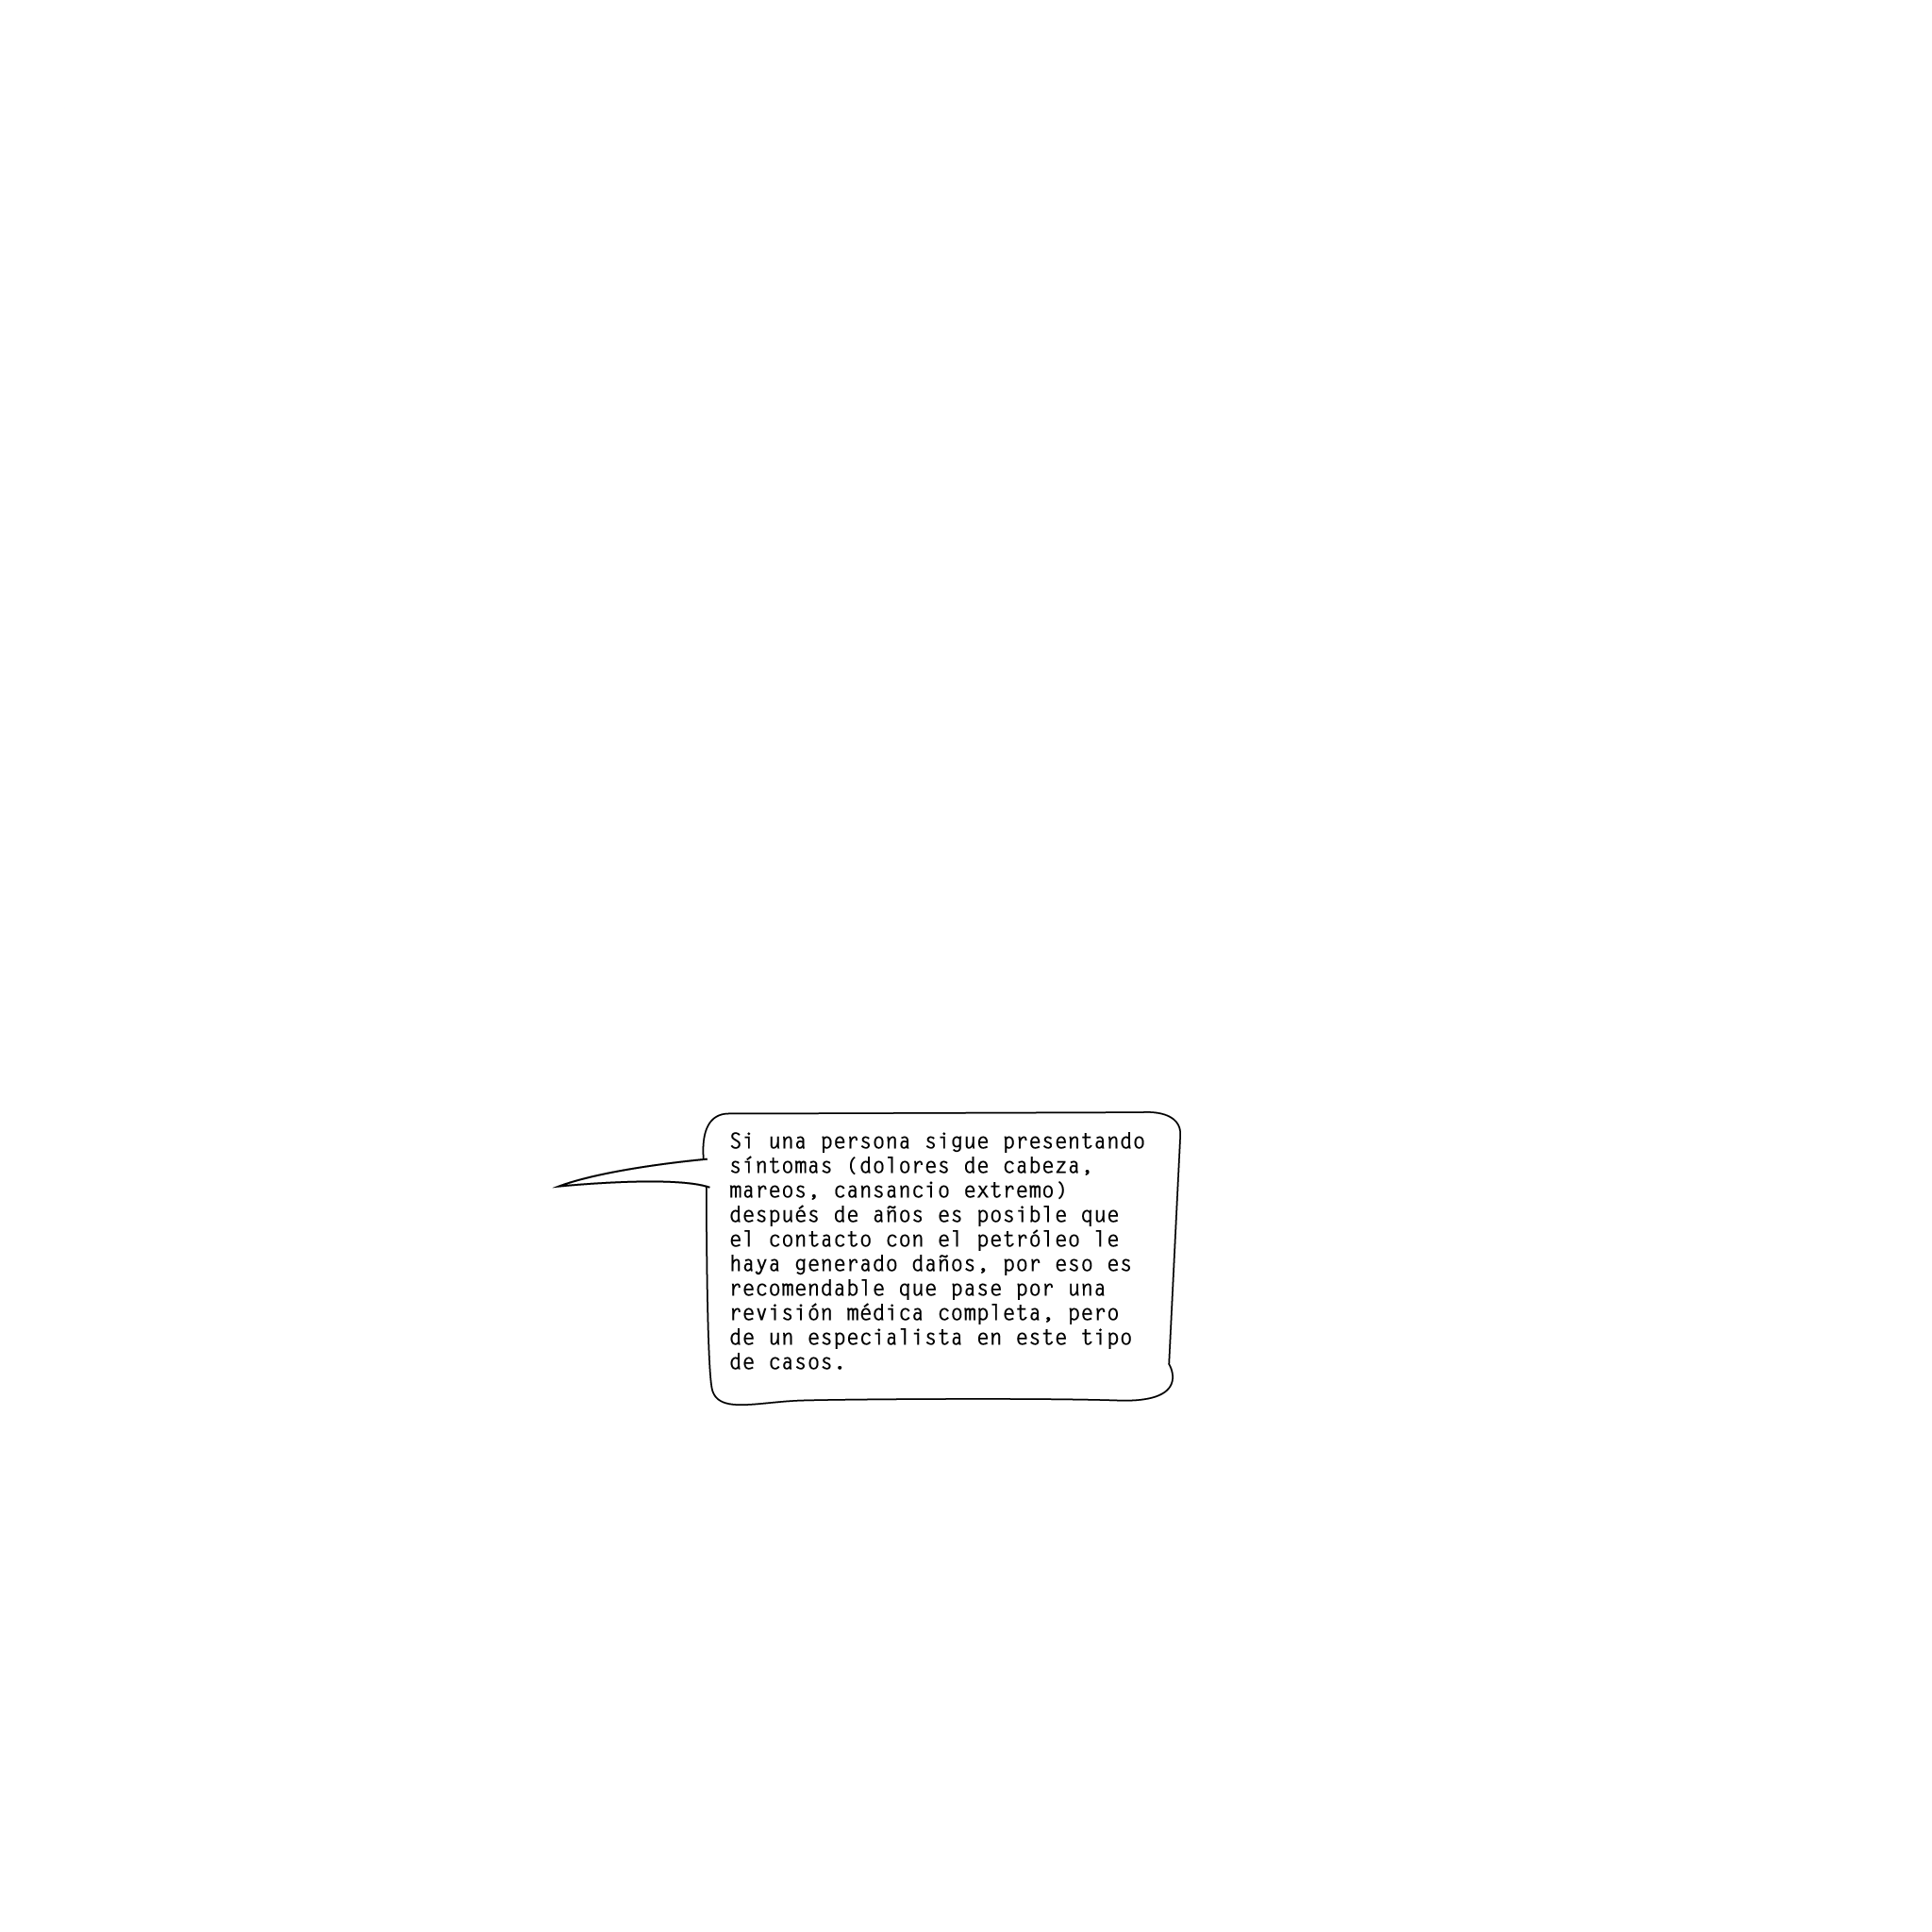 Si una persona sigue presentando
síntomas (dolores de cabeza,
mareos, cansancio extremo)
después de años es posible que
el contacto con el petróleo le
haya generado daños, por eso es
recomendable que pase por una
revisión médica completa, pero
de un especialista en este tipo
de casos.